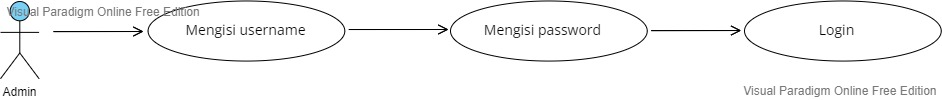 Visual Paradigm Online Free Edition
Mengisi username
Mengisi password
Login
Admin
Visual Paradigm Online Free Edition